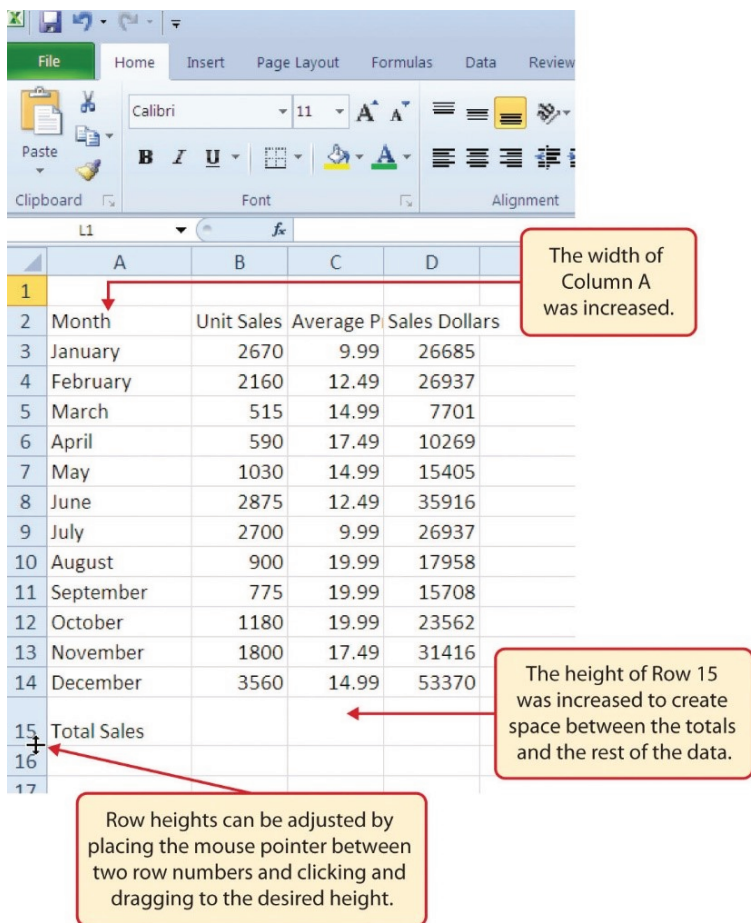 File Home Insert Page Layout Formulas Data Review
Calibri 11 A A
Paste B I U A
Clipboard Font Alignment
L1 fx
A B C D
1
2 Month Unit Sales Average P Sales Dollars
3 January 2670 9.99 26685
4 February 2160 12.49 26937
5 March 515 14.99 7701
6 April 590 17.49 10269
7 May 1030 14.99 15405
8 June 2875 12.49 35916
9 July 2700 9.99 26937
10 August 900 19.99 17958
11 September 775 19.99 15708
12 October 1180 19.99 23562
13 November 1800 17.49 31416
14 December 3560 14.99 53370
15 Total Sales
16
17
The width of
Column A
was increased.
The height of Row 15
was increased to create
space between the totals
and the rest of the data.
Row heights can be adjusted by
placing the mouse pointer between
two row numbers and clicking and
dragging to the desired height.